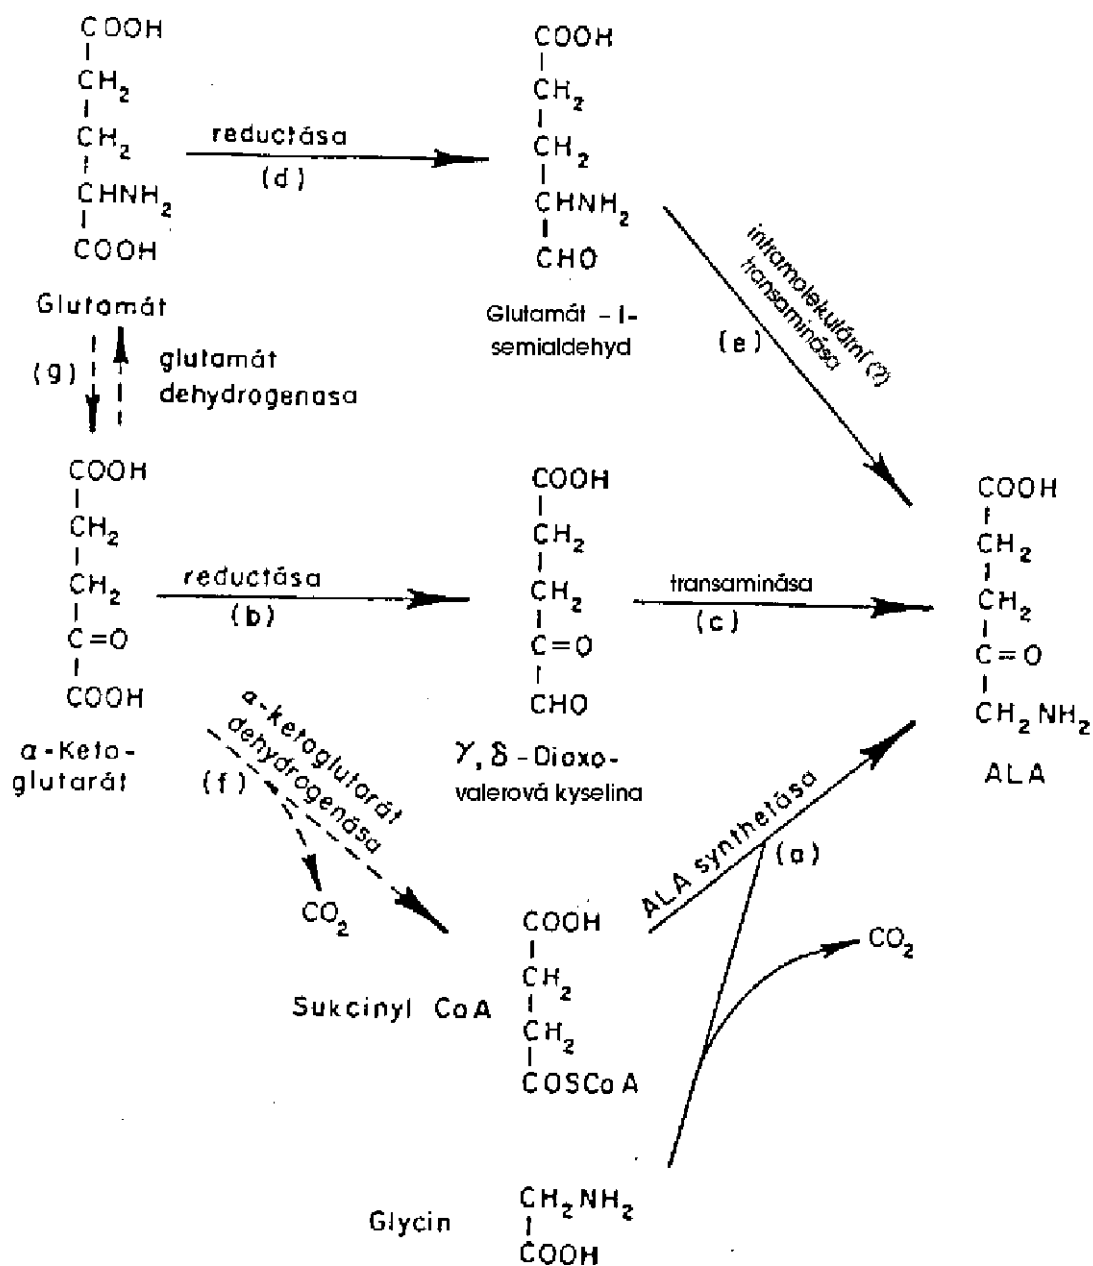 COOH
CH2
CH2
CHNH2
COOH
Glutamát
reductása
(d)
COOH
CH2
CH2
CHNH2
CHO
Glutamát - 1-
semialdehyd
intramolekulární (?)
transaminása
(e)
(g)
glutamát
dehydrogenasa
COOH
CH2
CH2
C=O
COOH
α-Keto-
glutarát
reductása
(b)
COOH
CH2
CH2
C=O
CHO
γ, δ - Dioxo-
valerová kyselina
transaminása
(c)
COOH
CH2
CH2
C=O
CH2NH2
ALA
α-ketoglutarát
dehydrogenása
(f)
CO2
ALA synthetása
(a)
COOH
CH2
CH2
COSCoA
Sukcinyl CoA
CO2
Glycin
CH2NH2
COOH